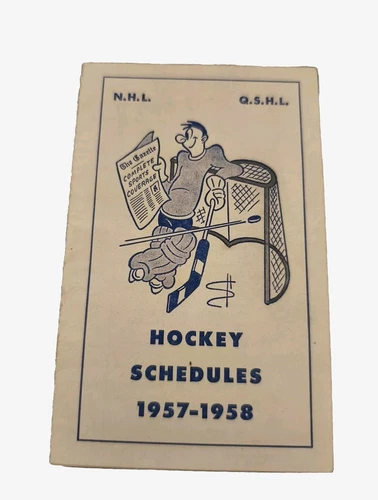 N.H.L. Q.S.H.L.
The Gazette
COMPLETE
SPORTS
COVERAGE
HOCKEY
SCHEDULES
1957-1958